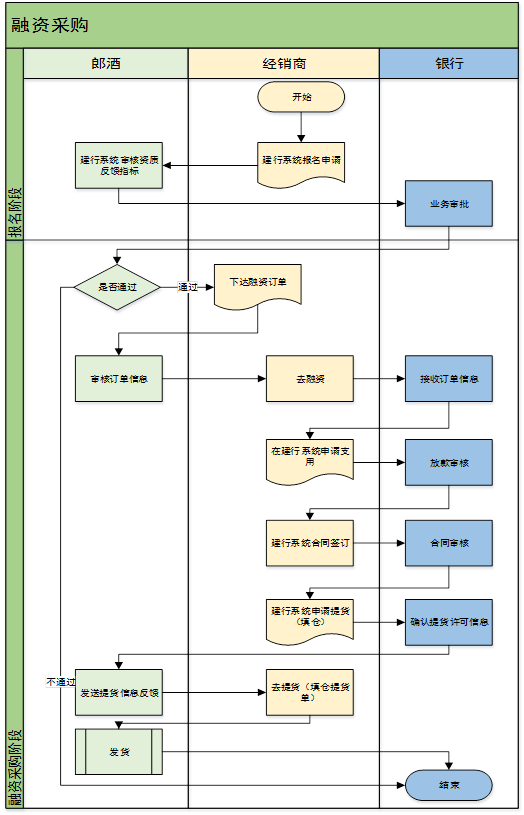 融资采购
郎酒
经销商
银行
报名阶段
开始
建行系统审核资质
反馈指标
建行系统报名申请
业务审批
融资采购阶段
是否通过
通过
下达融资订单
审核订单信息
去融资
接收订单信息
在建行系统申请支
用
放款审核
建行系统合同签订
合同审核
建行系统申请提货
（填仓）
确认提货许可信息
不通过
发送提货信息反馈
去提货（填仓提货
单）
发货
结束